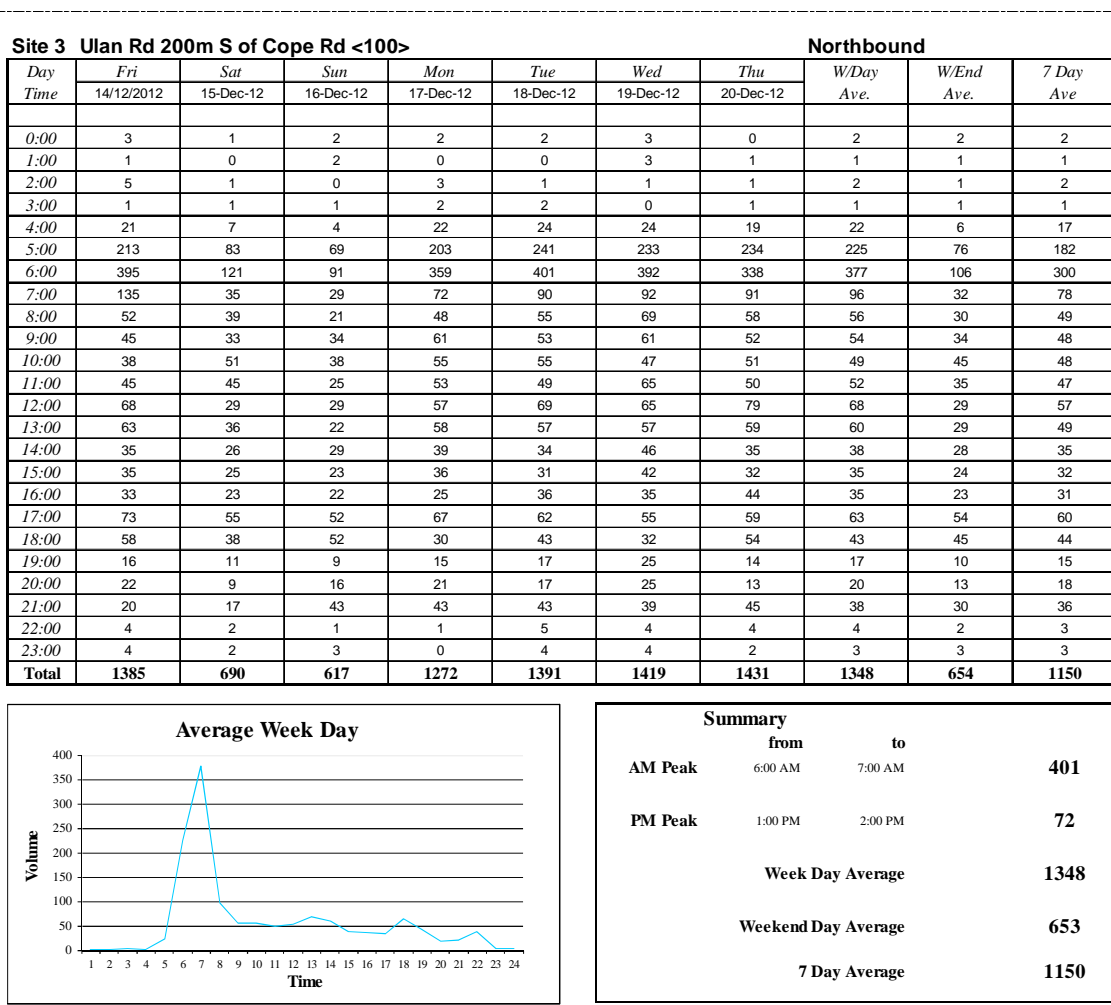 Site 3 Ulan Rd 200m S of Cope Rd <100> Northbound
Day Fri Sat Sun Mon Tue Wed Thu W/Day W/End 7 Day
Time 14/12/2012 15-Dec-12 16-Dec-12 17-Dec-12 18-Dec-12 19-Dec-12 20-Dec-12 Ave. Ave. Ave
0:00 3 1 2 2 2 3 0 2 2 2
1:00 1 0 2 0 0 3 1 1 1 1
2:00 5 1 0 3 1 1 1 2 1 2
3:00 1 1 1 2 2 0 1 1 1 1
4:00 21 7 4 22 24 24 19 22 6 17
5:00 213 83 69 203 241 233 234 225 76 182
6:00 395 121 91 359 401 392 338 377 106 300
7:00 135 35 29 72 90 92 91 96 32 78
8:00 52 39 21 48 55 69 58 56 30 49
9:00 45 33 34 61 53 61 52 54 34 48
10:00 38 51 38 55 55 47 51 49 45 48
11:00 45 45 25 53 49 65 50 52 35 47
12:00 68 29 29 57 69 65 79 68 29 57
13:00 63 36 22 58 57 57 59 60 29 49
14:00 35 26 29 39 34 46 35 38 28 35
15:00 35 25 23 36 31 42 32 35 24 32
16:00 33 23 22 25 36 35 44 35 23 31
17:00 73 55 52 67 62 55 59 63 54 60
18:00 58 38 52 30 43 32 54 43 45 44
19:00 16 11 9 15 17 25 14 17 10 15
20:00 22 9 16 21 17 25 13 20 13 18
21:00 20 17 43 43 43 39 45 38 30 36
22:00 4 2 1 1 5 4 4 4 2 3
23:00 4 2 3 0 4 4 2 3 3 3
Total 1385 690 617 1272 1391 1419 1431 1348 654 1150
Average Week Day
400
350
300
250
200
150
100
50
0
Volume
1 2 3 4 5 6 7 8 9 10 11 12 13 14 15 16 17 18 19 20 21 22 23 24
Time
Summary
from to
AM Peak 6:00 AM 7:00 AM 401
PM Peak 1:00 PM 2:00 PM 72
Week Day Average 1348
Weekend Day Average 653
7 Day Average 1150